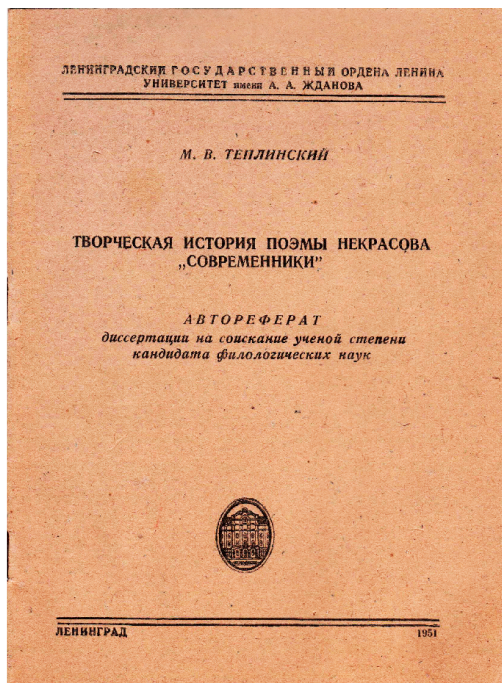 ЛЕНИНГРАДСКИЙ ГОСУДАРСТВЕННЫЙ ОРДЕНА ЛЕНИНА
УНИВЕРСИТЕТ имени А. А. ЖДАНОВА
М. В. ТЕПЛИНСКИЙ
ТВОРЧЕСКАЯ ИСТОРИЯ ПОЭМЫ НЕКРАСОВА
„СОВРЕМЕННИКИ"
АВТОРЕФЕРАТ
диссертации на соискание ученой степени
кандидата филологических наук
ЛЕНИНГРАД 1951